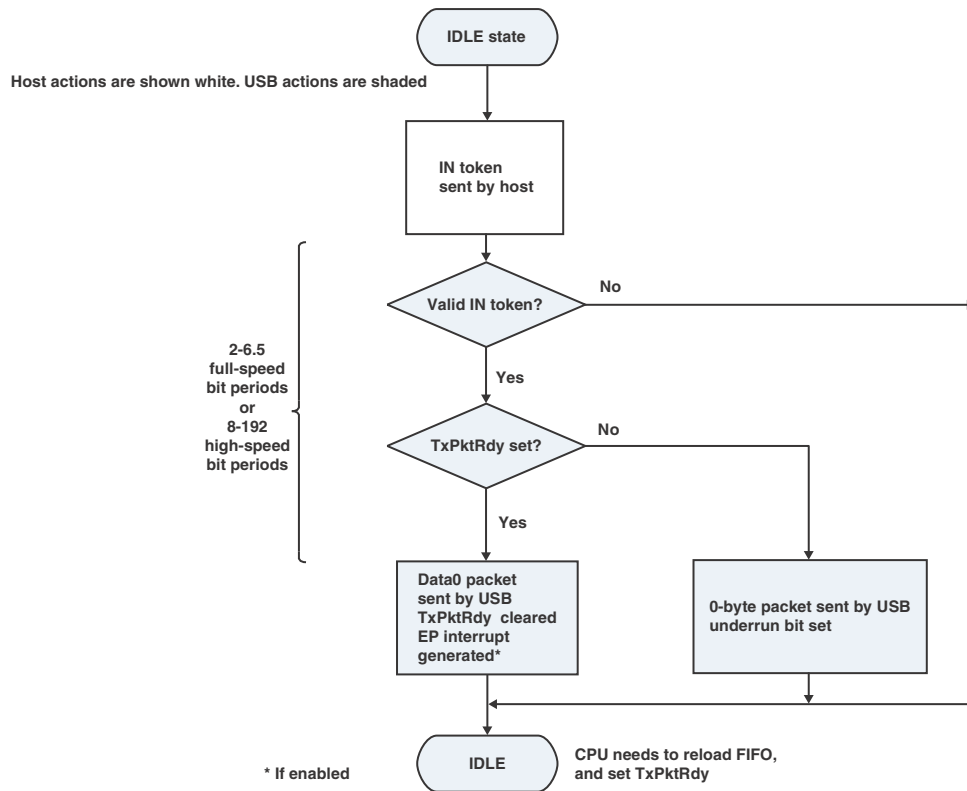 IDLE state
Host actions are shown white. USB actions are shaded
IN token
sent by host
Valid IN token?
No
2-6.5
full-speed
bit periods
or
8-192
high-speed
bit periods
Yes
TxPktRdy set?
No
Yes
Data0 packet
sent by USB
TxPktRdy cleared
EP interrupt
generated*
0-byte packet sent by USB
underrun bit set
IDLE
CPU needs to reload FIFO,
and set TxPktRdy
* If enabled